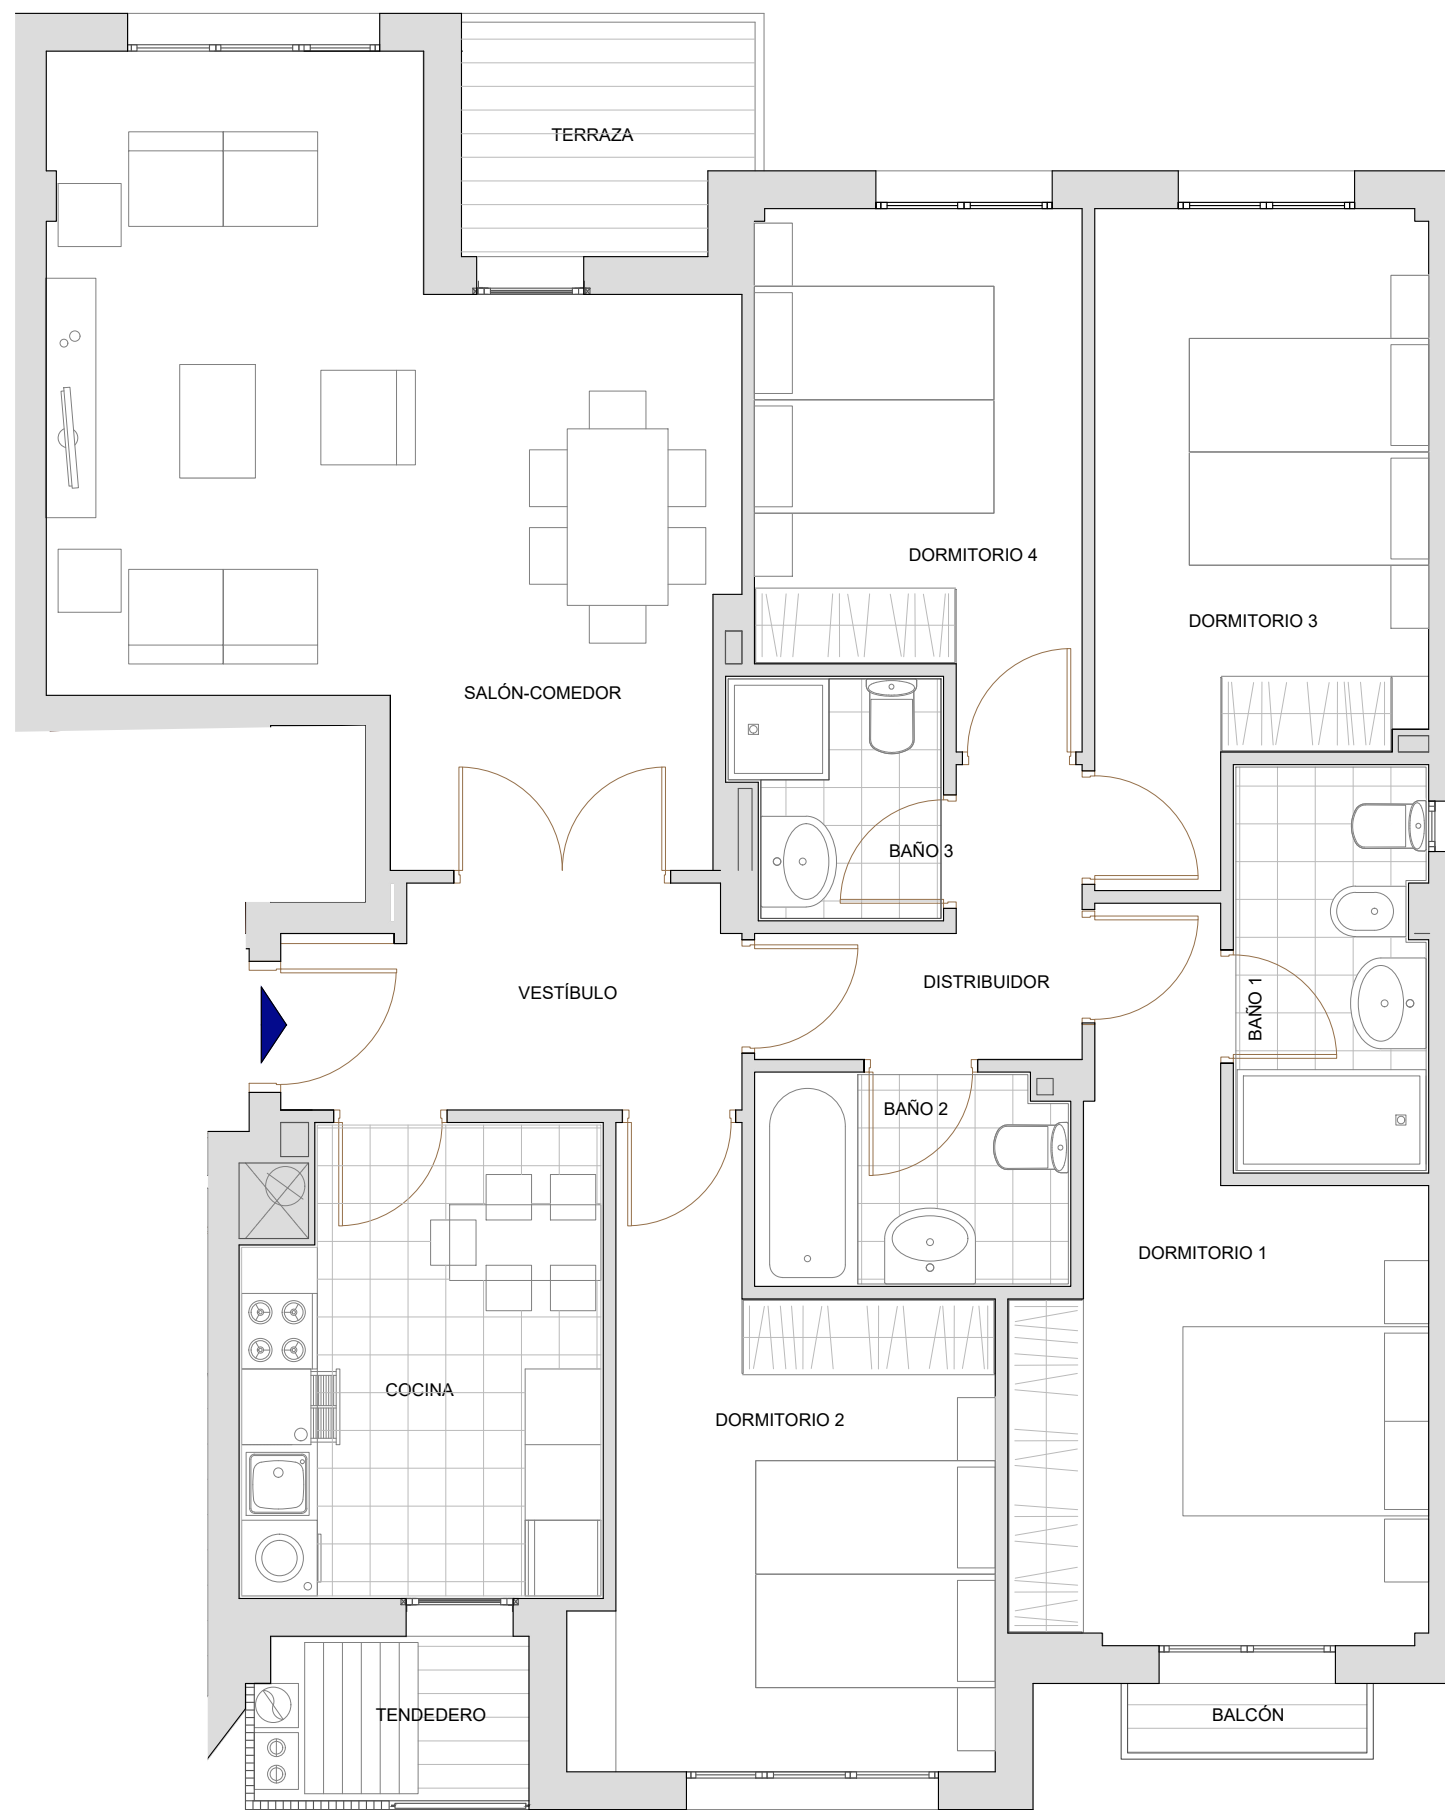 TERRAZA
DORMITORIO 4
DORMITORIO 3
SALÓN-COMEDOR
BAÑO 3
VESTÍBULO
DISTRIBUIDOR
BAÑO 1
BAÑO 2
DORMITORIO 1
COCINA
DORMITORIO 2
TENDEDERO
BALCÓN